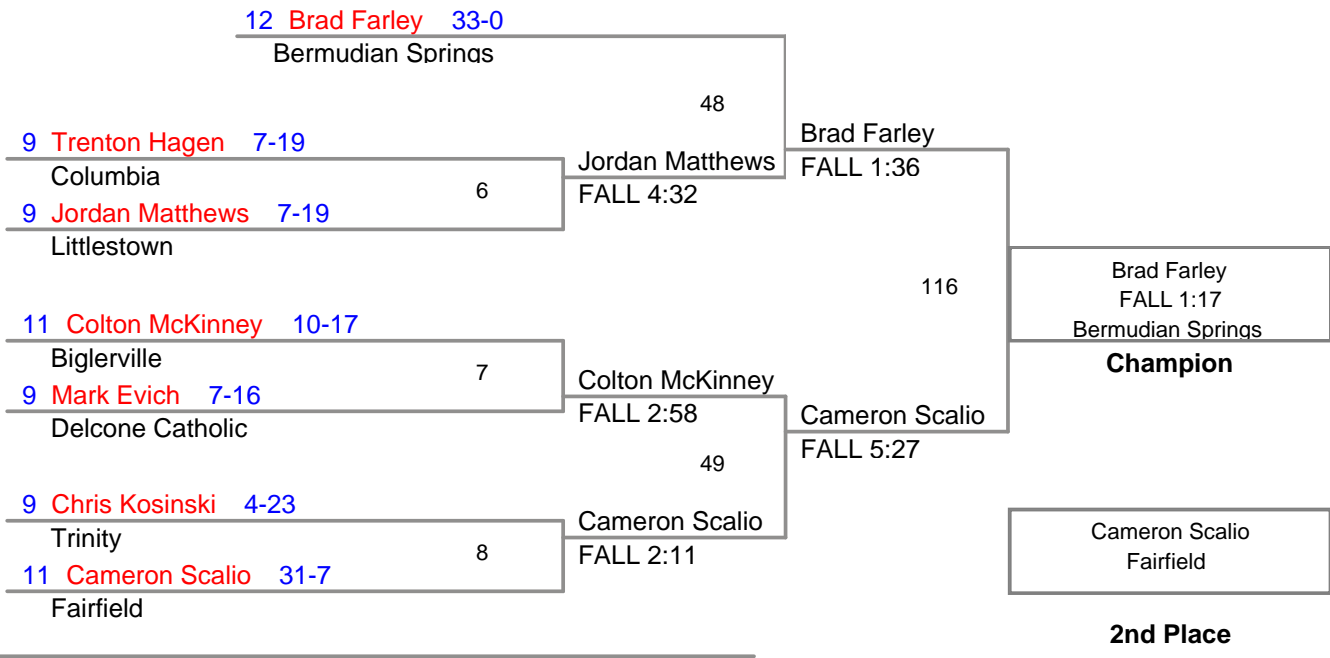 12 Brad Farley 33-0
Bermudian Springs
48
9 Trenton Hagen 7-19
Columbia
6
9 Jordan Matthews 7-19
Littlestown
Jordan Matthews
FALL 4:32
Brad Farley
FALL 1:36
11 Colton McKinney 10-17
Biglerville
7
9 Mark Evich 7-16
Delcone Catholic
Colton McKinney
FALL 2:58
49
9 Chris Kosinski 4-23
Trinity
8
11 Cameron Scalio 31-7
Fairfield
Cameron Scalio
FALL 2:11
Cameron Scalio
FALL 5:27
116
Brad Farley
FALL 1:17
Bermudian Springs
Champion
Cameron Scalio
Fairfield
2nd Place